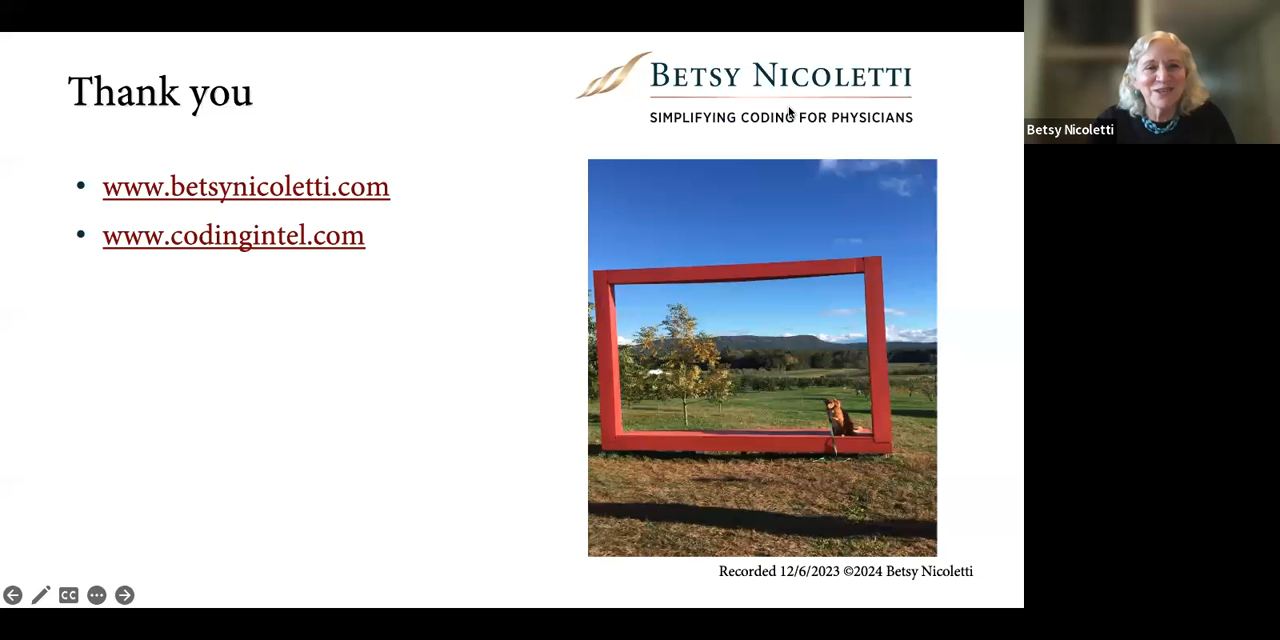 Thank you
BETSY NICOLETTI
SIMPLIFYING CODING FOR PHYSICIANS
Betsy Nicoletti
• www.betsynicoletti.com
• www.codingintel.com
Recorded 12/6/2023 ©2024 Betsy Nicoletti
CC